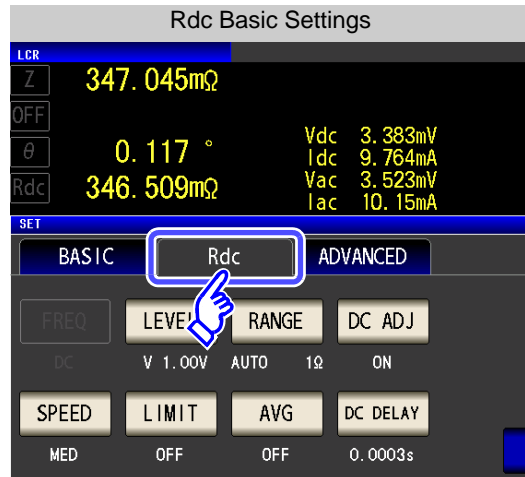 Rdc Basic Settings
LCR
Z 347.045mΩ
OFF
θ 0.117 ° Vdc 3.383mV
Idc 9.764mA
Rdc 346.509mΩ Vac 3.523mV
Iac 10.15mA
SET
BASIC Rdc ADVANCED
FREQ LEVEL RANGE DC ADJ
DC V 1.00V AUTO 1Ω ON
SPEED LIMIT AVG DC DELAY
MED OFF OFF 0.0003s